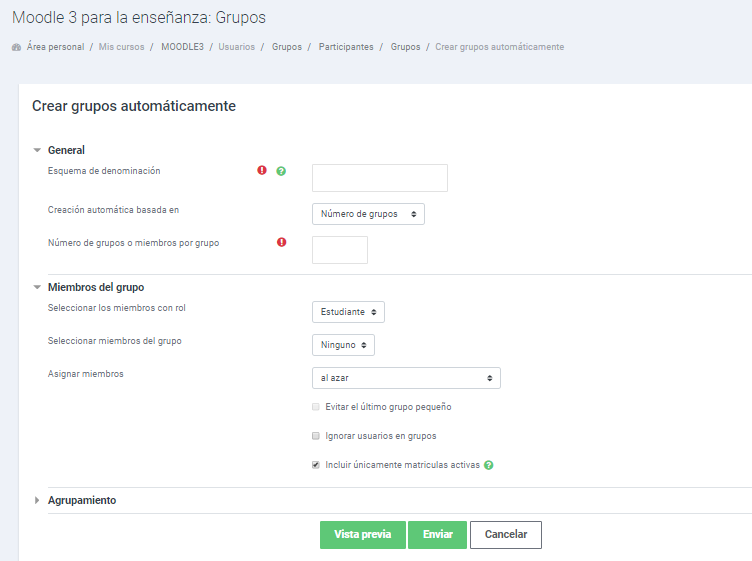 Moodle 3 para la enseñanza: Grupos
Área personal / Mis cursos / MOODLE3 / Usuarios / Grupos / Participantes / Grupos / Crear grupos automáticamente
Crear grupos automáticamente
General
Esquema de denominación
Creación automática basada en Número de grupos
Número de grupos o miembros por grupo
Miembros del grupo
Seleccionar los miembros con rol Estudiante
Seleccionar miembros del grupo Ninguno
Asignar miembros al azar
Evitar el último grupo pequeño
Ignorar usuarios en grupos
Incluir únicamente matriculas activas
Agrupamiento
Vista previa Enviar Cancelar